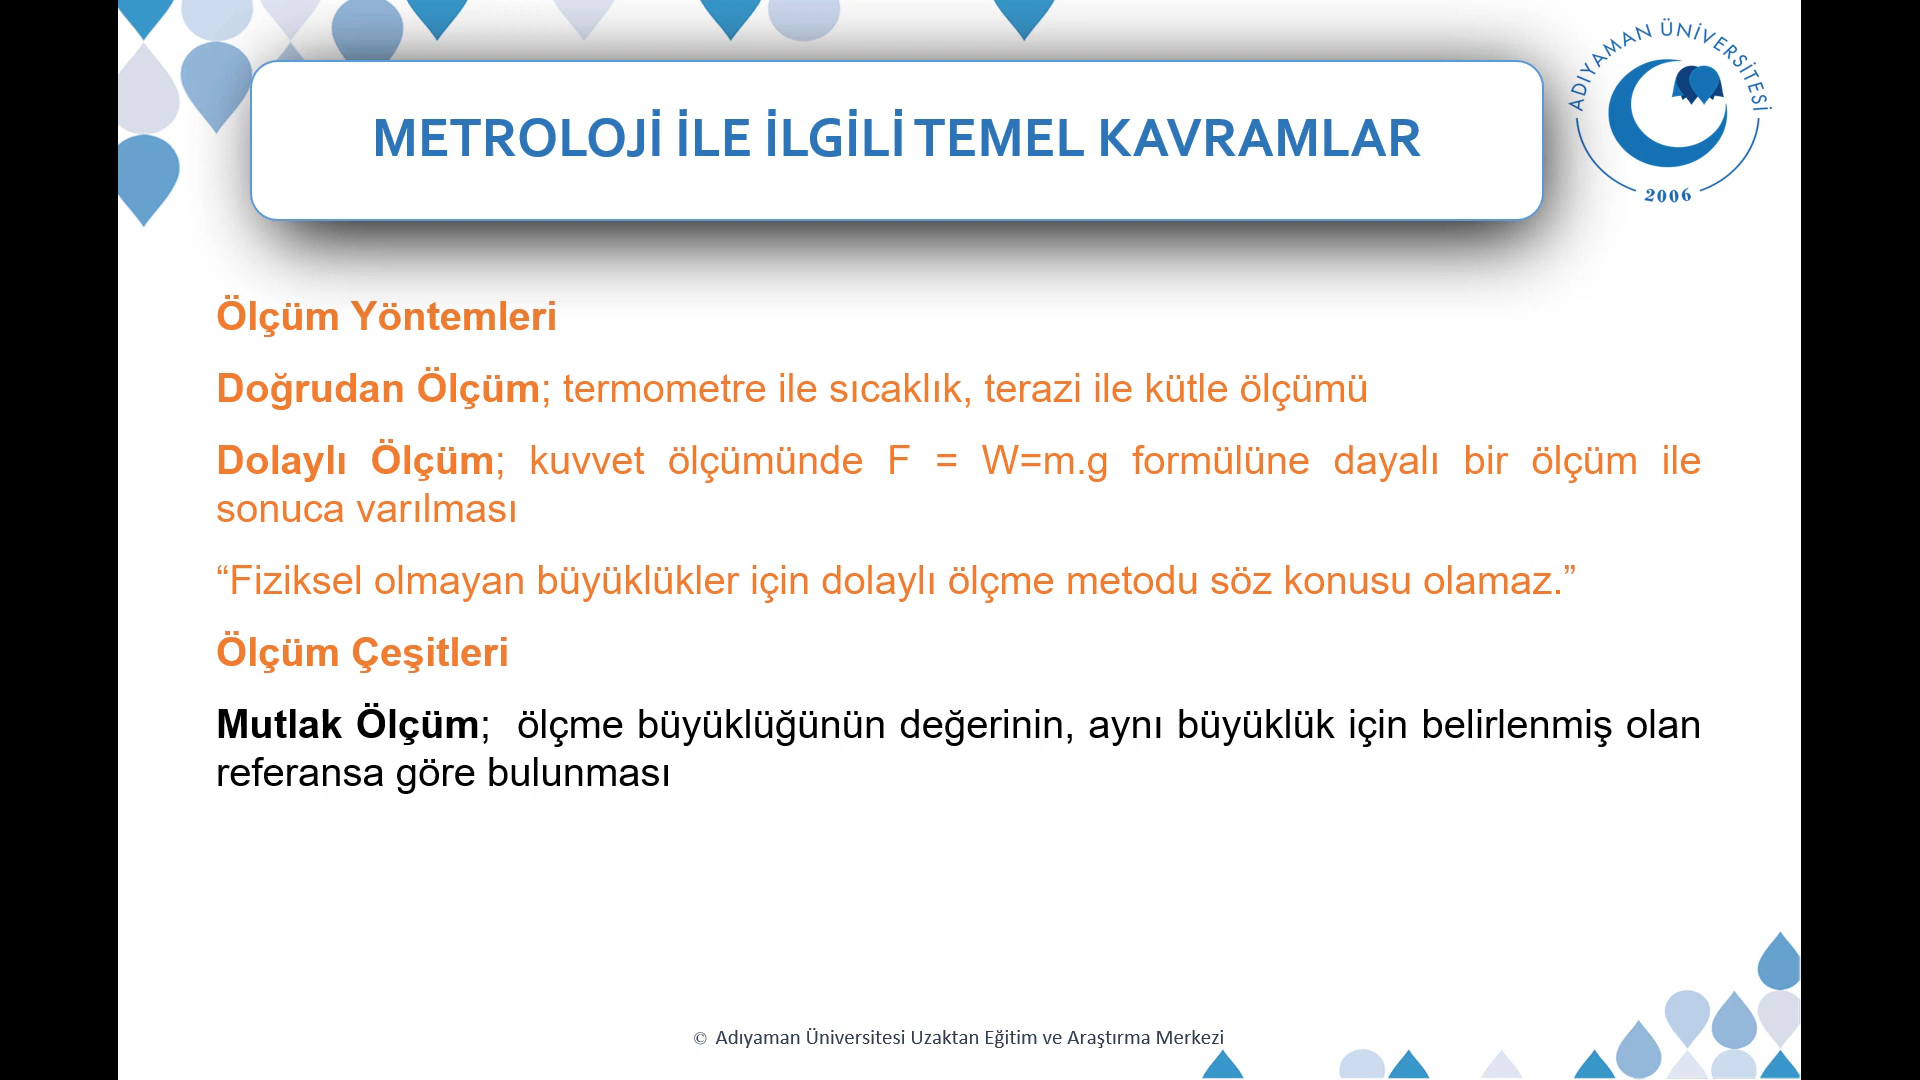 METROLOJİ İLE İLGİLİ TEMEL KAVRAMLAR
ADIYAMAN ÜNİVERSİTESİ
2006
Ölçüm Yöntemleri
Doğrudan Ölçüm; termometre ile sıcaklık, terazi ile kütle ölçümü
Dolaylı Ölçüm; kuvvet ölçümünde F = W=m.g formülüne dayalı bir ölçüm ile
sonuca varılması
“Fiziksel olmayan büyüklükler için dolaylı ölçme metodu söz konusu olamaz.”
Ölçüm Çeşitleri
Mutlak Ölçüm; ölçme büyüklüğünün değerinin, aynı büyüklük için belirlenmiş olan
referansa göre bulunması
© Adıyaman Üniversitesi Uzaktan Eğitim ve Araştırma Merkezi